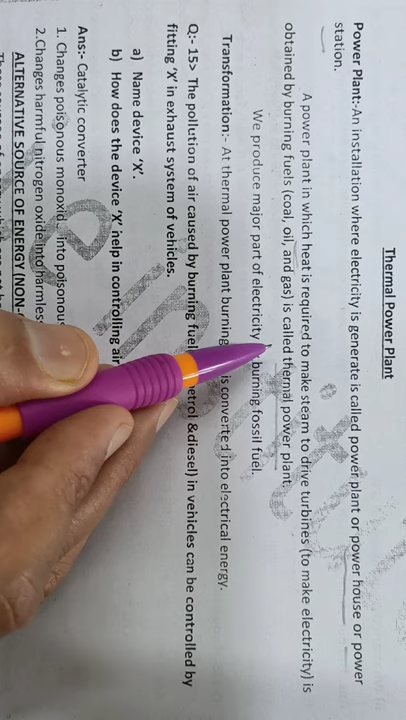 Thermal Power Plant
Power Plant:-An installation where electricity is generate is called power plant or power house or power
station.
A power plant in which heat is required to make steam to drive turbines (to make electricity) is
obtained by burning fuels (coal, oil, and gas) is called thermal power plant.
We produce major part of electricity burning fossil fuel.
Transformation:- At thermal power plant burning is converted into electrical energy.
Q:- 15> The pollution of air caused by burning fuel petrol &diesel) in vehicles can be controlled by
fitting 'X' in exhaust system of vehicles.
a) Name device 'X'.
b) How does the device 'X' help in controlling air
Ans:- Catalytic converter
1. Changes poisonous monoxid into poisonous
2.Changes harmful nitrogen oxide into harmless
ALTERNATIVE SOURCE OF ENERGY (NON-